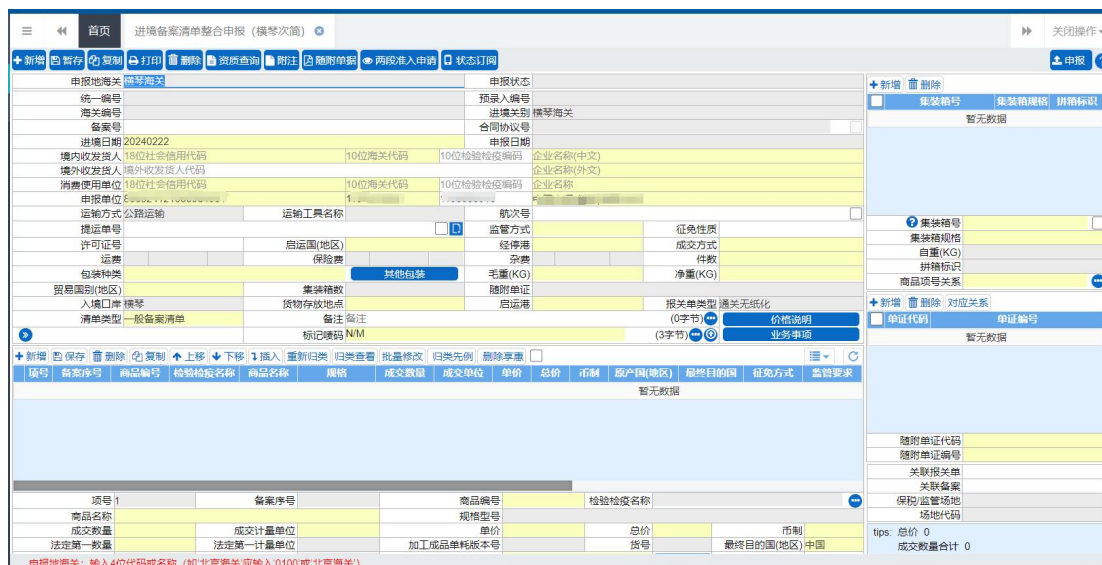 首页 进境备案清单整合申报（横琴次简） 关闭操作
新增 暂存 复制 打印 删除 资质查询 附注 随附单据 两段准入申请 状态订阅 申报
申报地海关 横琴海关 申报状态
统一编号 预录入编号
海关编号 进境关别 横琴海关
备案号 合同协议号
进境日期 20240222 申报日期
境内收发货人 18位社会信用代码 10位海关代码 10位检验检疫编码 企业名称(中文)
境外收发货人 境外收发货人代码 企业名称(外文)
消费使用单位 18位社会信用代码 10位海关代码 10位检验检疫编码 企业名称
申报单位
运输方式 公路运输 运输工具名称 航次号
提运单号 监管方式 征免性质
许可证号 启运国(地区) 经停港 成交方式
运费 保险费 杂费 件数
包装种类 其他包装 毛重(KG) 净重(KG)
贸易国别(地区) 集装箱数 随附单证
入境口岸 横琴 货物存放地点 启运港 报关单类型 通关无纸化
清单类型 一般备案清单 备注 备注 (0字节) 价格说明
标记唛码 N/M (3字节) 业务事项
新增 保存 删除 复制 上移 下移 插入 重新归类 归类查看 批量修改 归类先例 删除享惠
项号 备案序号 商品编号 检验检疫名称 商品名称 规格 成交数量 成交单位 单价 总价 币制 原产国(地区) 最终目的国 征免方式 监管要求
暂无数据
项号 1 备案序号 商品编号 检验检疫名称
商品名称 规格型号
成交数量 成交计量单位 单价 总价 币制
法定第一数量 法定第一计量单位 加工成品单耗版本号 货号 最终目的国(地区) 中国
申报地海关：输入4位代码或名称（如'北京海关'应输入'0100'或'北京海关'）
新增 删除
集装箱号 集装箱规格 拼箱标识
暂无数据
集装箱号
集装箱规格
自重(KG)
拼箱标识
商品项号关系
新增 删除 对应关系
单证代码 单证编号
暂无数据
随附单证代码
随附单证编号
关联报关单
关联备案
保税/监管场地
场地代码
tips: 总价 0
成交数量合计 0